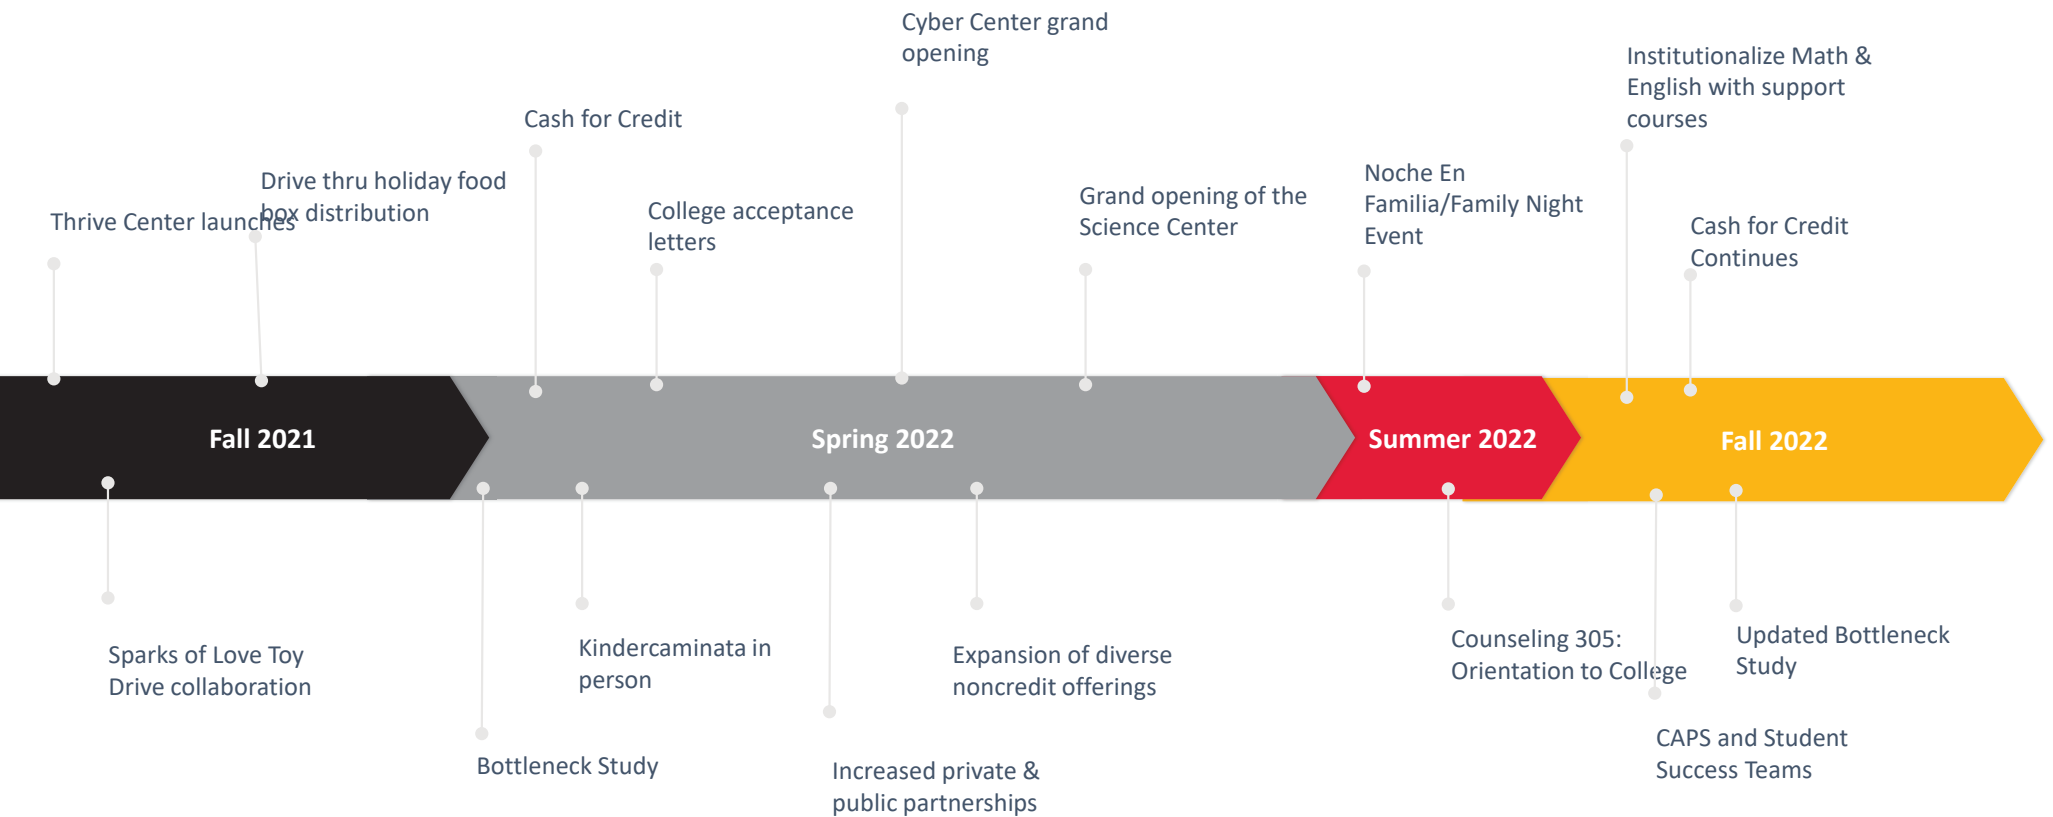 Cyber Center grand
opening
Institutionalize Math &
English with support
courses
Cash for Credit
Drive thru holiday food
box distribution
Thrive Center launches
College acceptance
letters
Grand opening of the
Science Center
Noche En
Familia/Family Night
Event
Cash for Credit
Continues
Fall 2021
Spring 2022
Summer 2022
Fall 2022
Sparks of Love Toy
Drive collaboration
Bottleneck Study
Kindercaminata in
person
Increased private &
public partnerships
Expansion of diverse
noncredit offerings
Counseling 305:
Orientation to College
CAPS and Student
Success Teams
Updated Bottleneck
Study